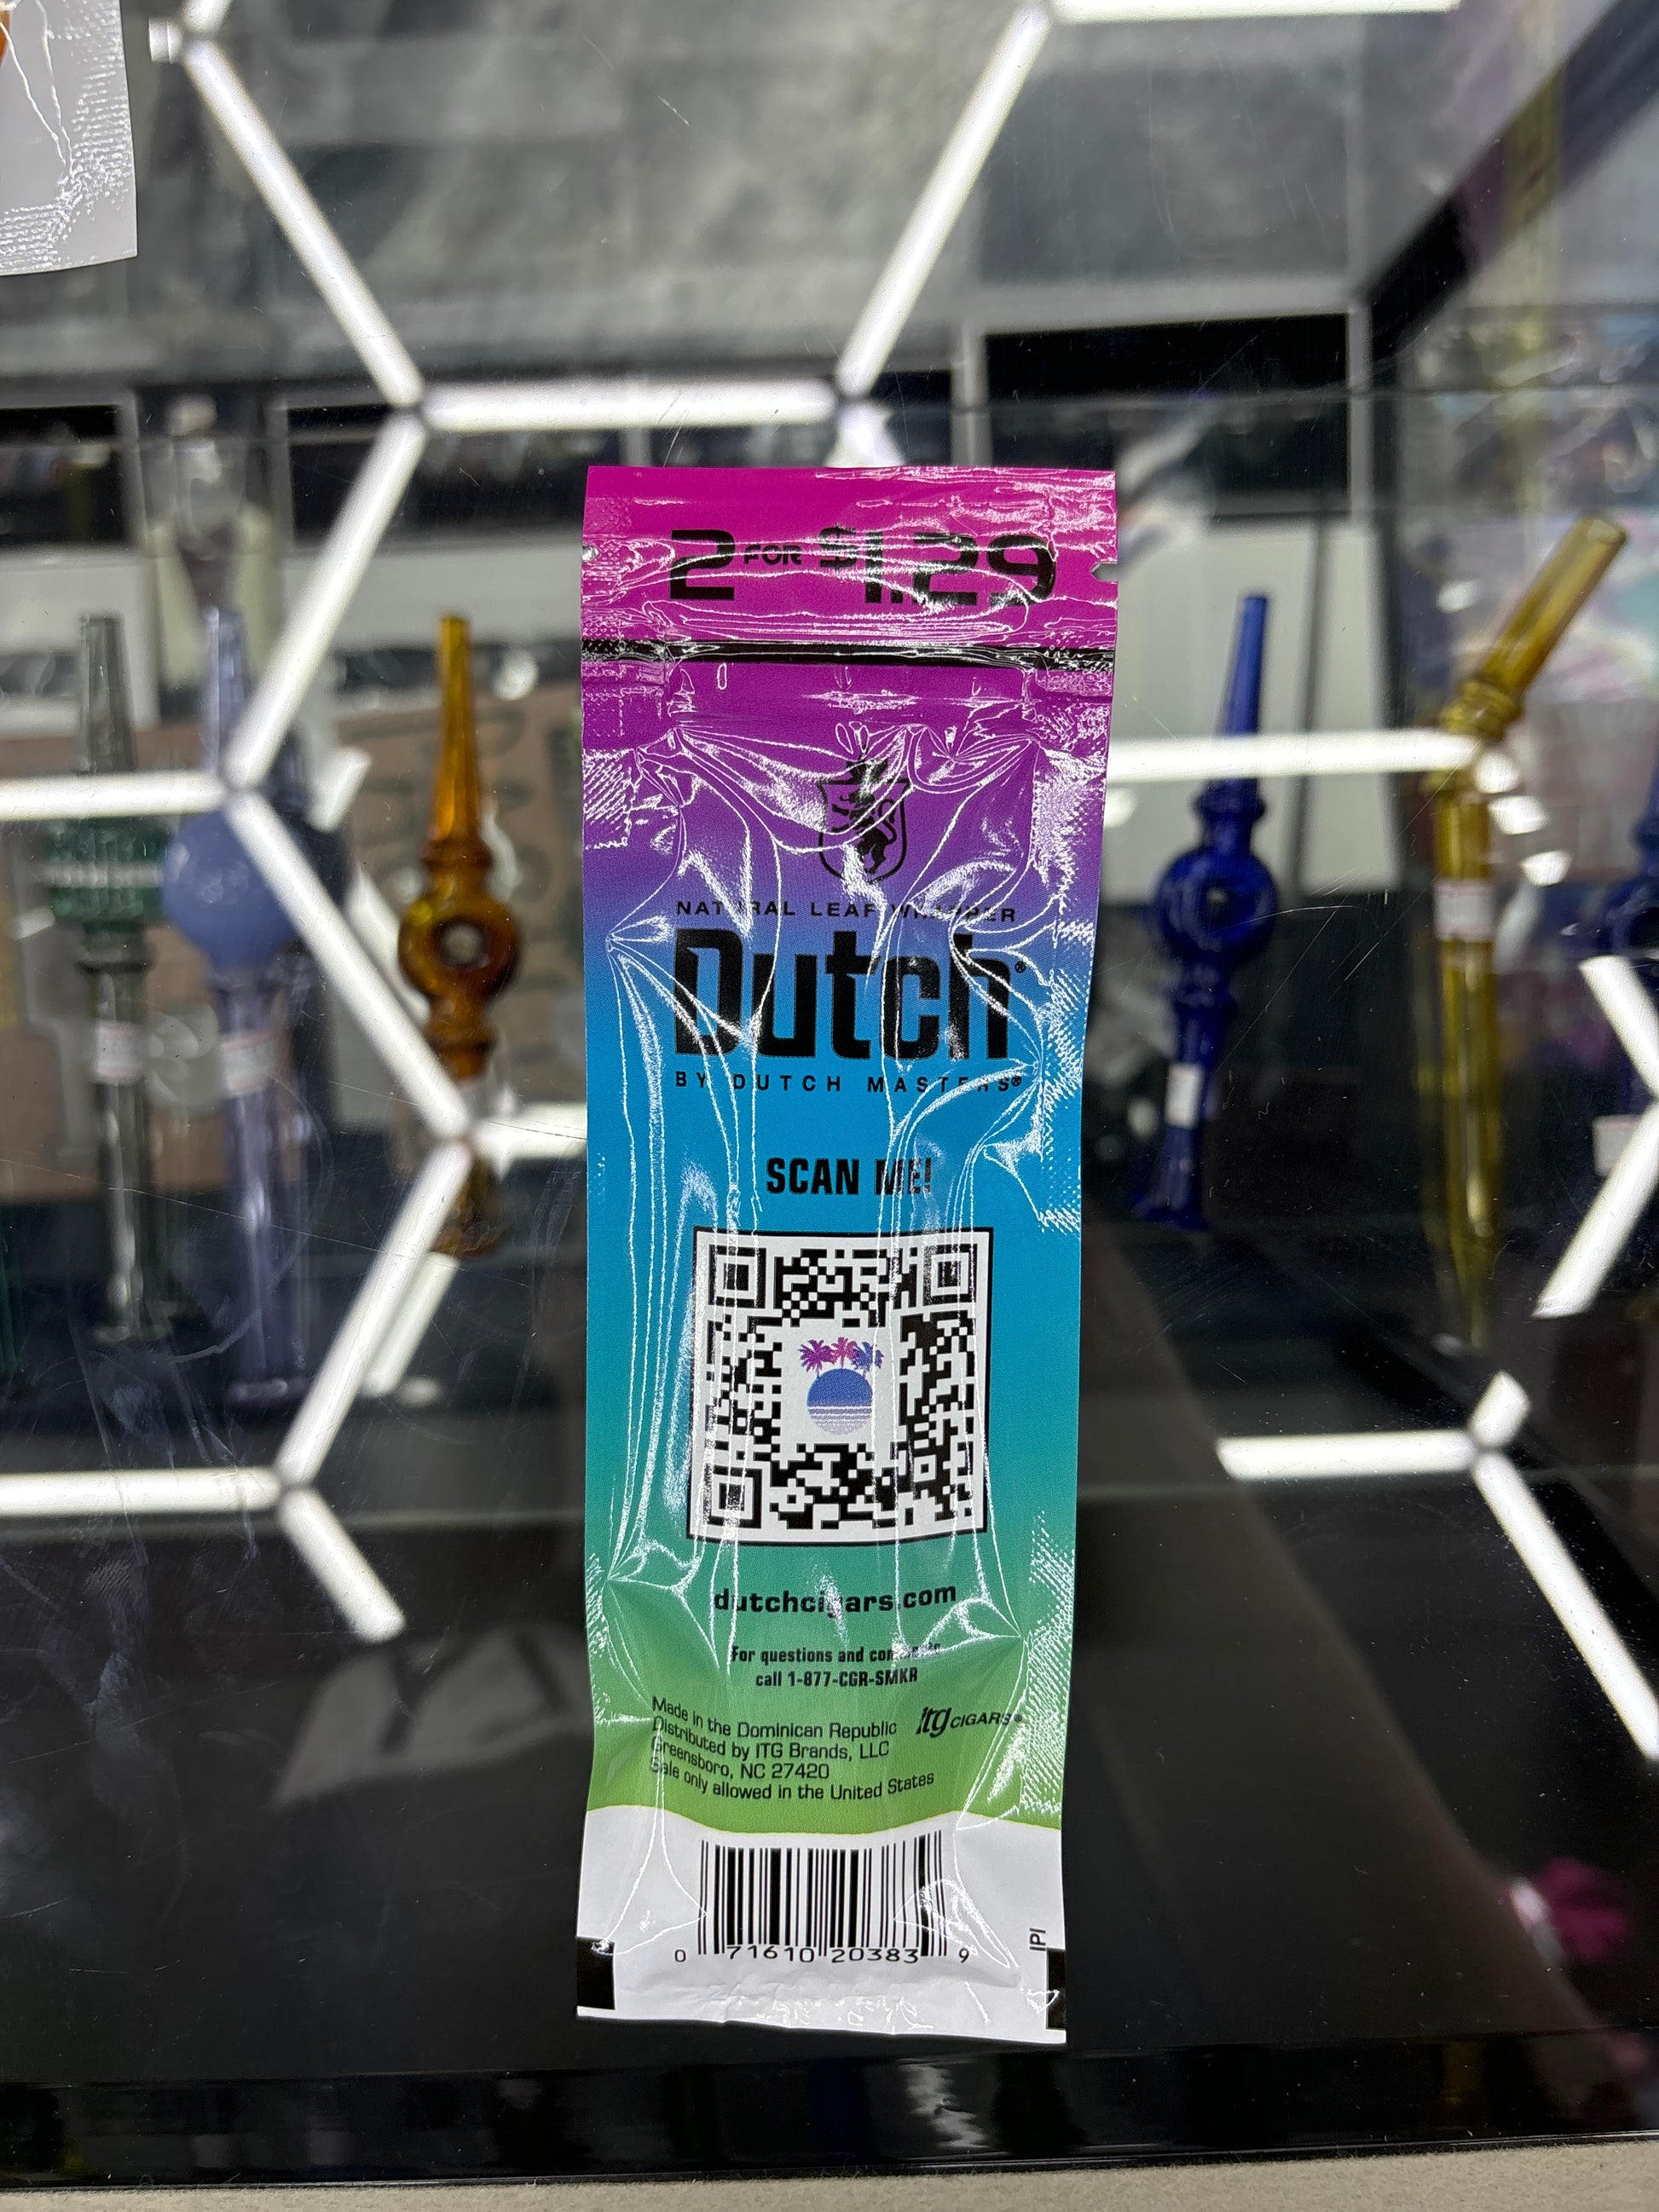 2 FOR $1.29
NATURAL LEAF WRAPPER
Dutch®
BY DUTCH MASTERS®
SCAN ME!
dutchcigars.com
For questions and comments
call 1-877-CGR-SMKR
Made in the Dominican Republic
Distributed by ITG Brands, LLC
Greensboro, NC 27420
Sale only allowed in the United States
itg CIGARS®
0 71610 20383 9
IPI